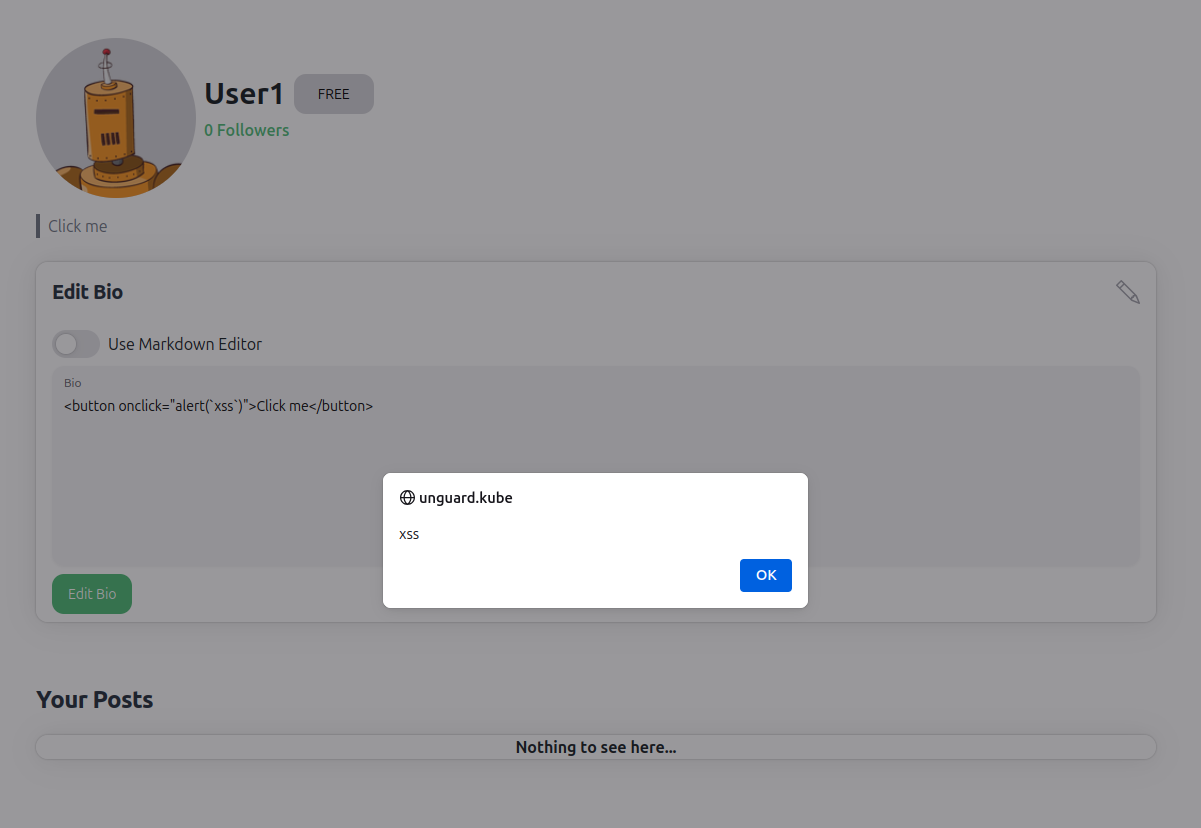 User1
FREE
0 Followers
Click me
Edit Bio
Use Markdown Editor
Bio
<button onclick="alert(`xss`)">Click me</button>
unguard.kube
xss
OK
Edit Bio
Your Posts
Nothing to see here...